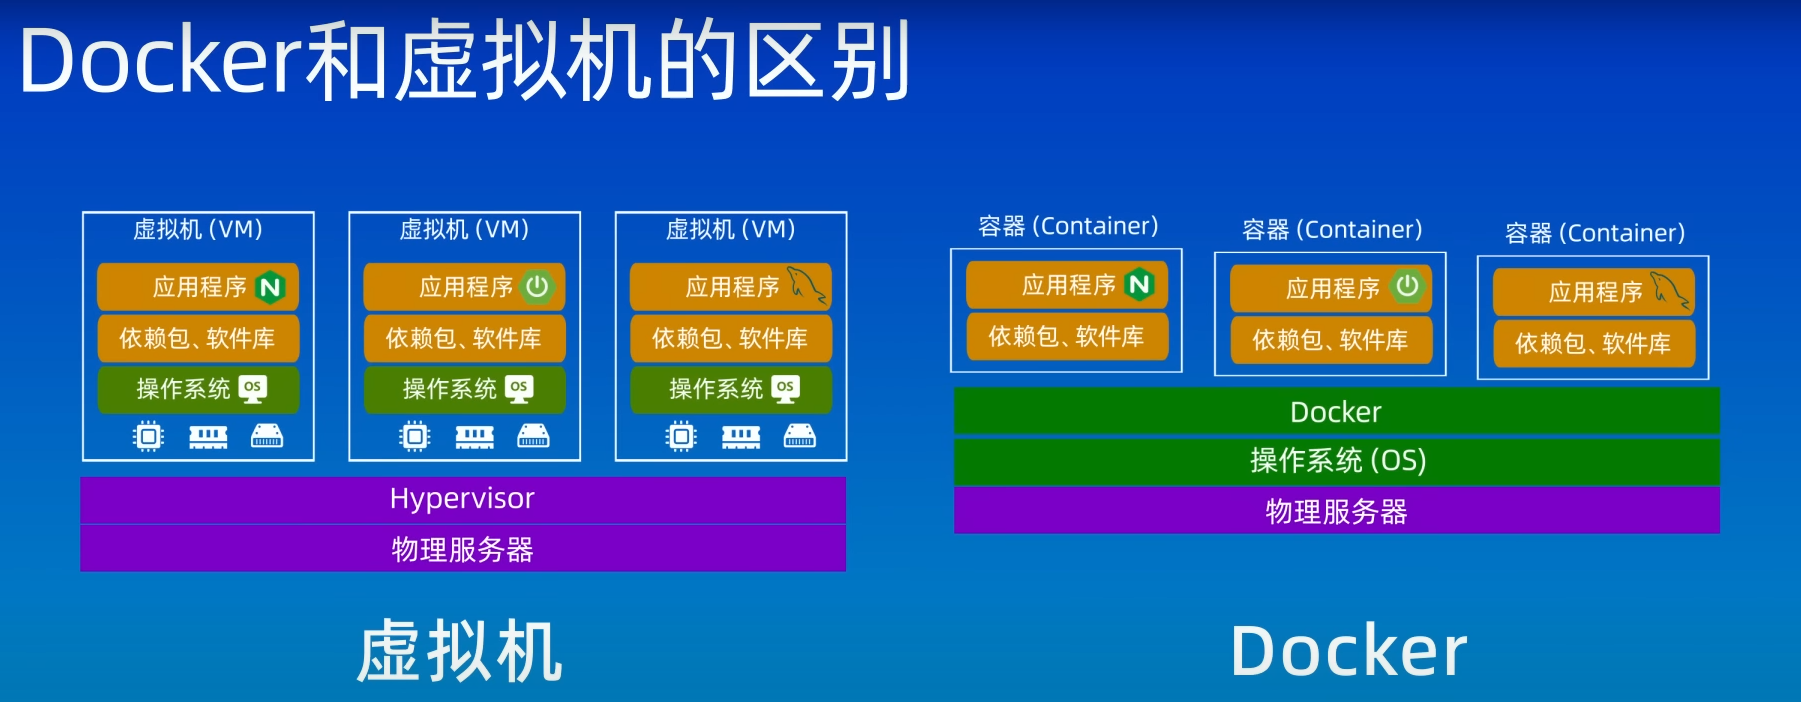 Docker和虚拟机的区别
虚拟机 (VM)
应用程序 N
依赖包、软件库
操作系统 OS
虚拟机 (VM)
应用程序
依赖包、软件库
操作系统 OS
虚拟机 (VM)
应用程序
依赖包、软件库
操作系统 OS
Hypervisor
物理服务器
虚拟机
容器 (Container)
应用程序 N
依赖包、软件库
容器 (Container)
应用程序
依赖包、软件库
容器 (Container)
应用程序
依赖包、软件库
Docker
操作系统 (OS)
物理服务器
Docker